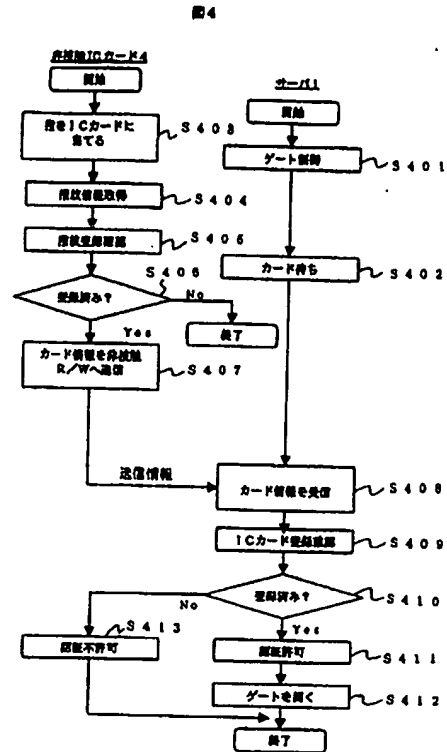 図4
非接触ICカード4
開始
指をICカードに
当てる
S403
指紋情報取得
S404
指紋登録確認
S405
登録済み?
S406
No
終了
Yes
カード情報を非接触
R/Wへ送信
S407
送信情報
サーバ1
開始
ゲート制御
S401
カード待ち
S402
カード情報を受信
S408
ICカード登録確認
S409
登録済み?
S410
No
Yes
認証不許可
S413
認証許可
S411
ゲートを開く
S412
終了